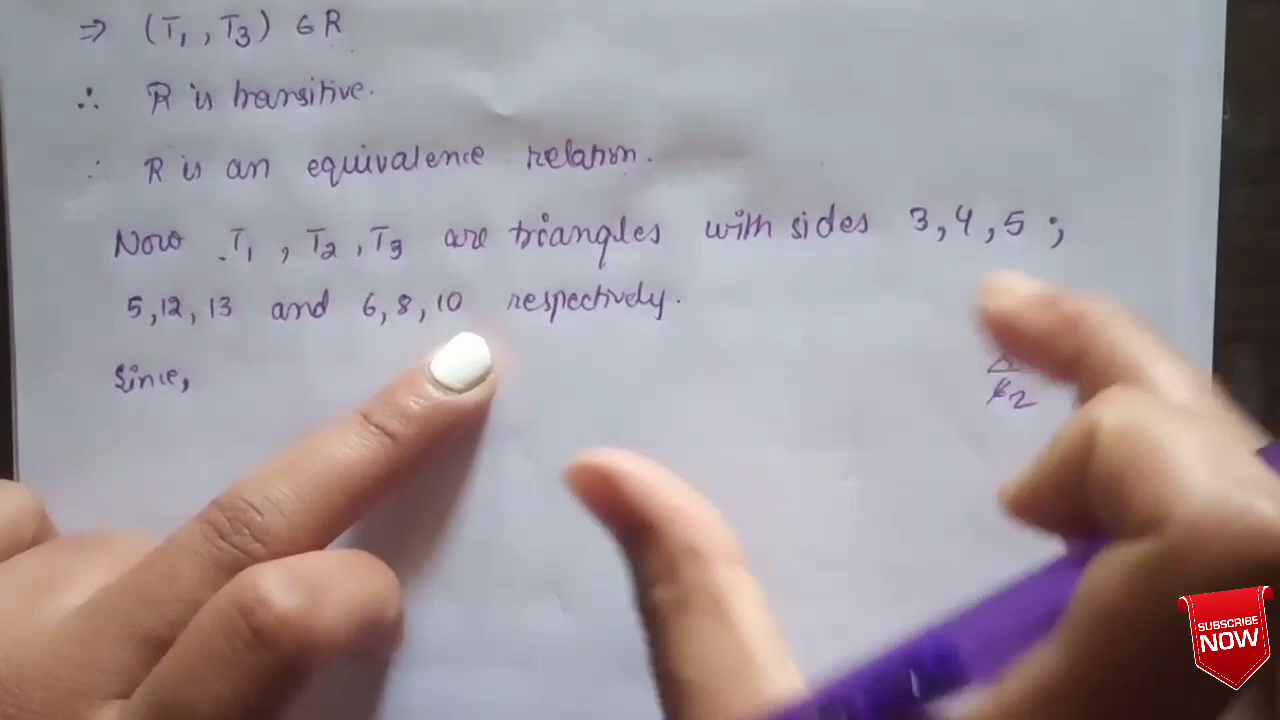 ⇒ (T₁, T₃) ∈ R
∴ R is transitive.
∴ R is an equivalence relation.
Now T₁, T₂, T₃ are triangles with sides 3, 4, 5 ;
5, 12, 13 and 6, 8, 10 respectively.
Since,
SUBSCRIBE
NOW